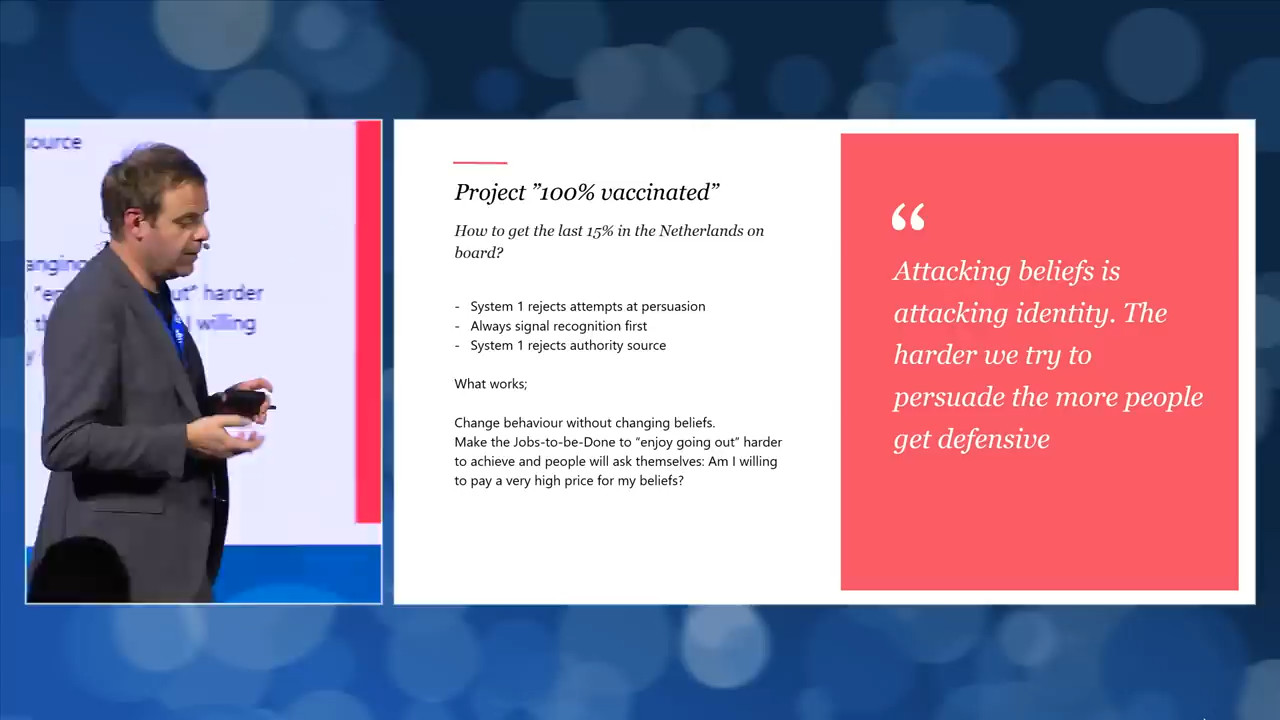 ource
anging
harder
willing
Project ”100% vaccinated”
How to get the last 15% in the Netherlands on
board?
- System 1 rejects attempts at persuasion
- Always signal recognition first
- System 1 rejects authority source
What works;
Change behaviour without changing beliefs.
Make the Jobs-to-be-Done to “enjoy going out” harder
to achieve and people will ask themselves: Am I willing
to pay a very high price for my beliefs?
“
Attacking beliefs is
attacking identity. The
harder we try to
persuade the more people
get defensive